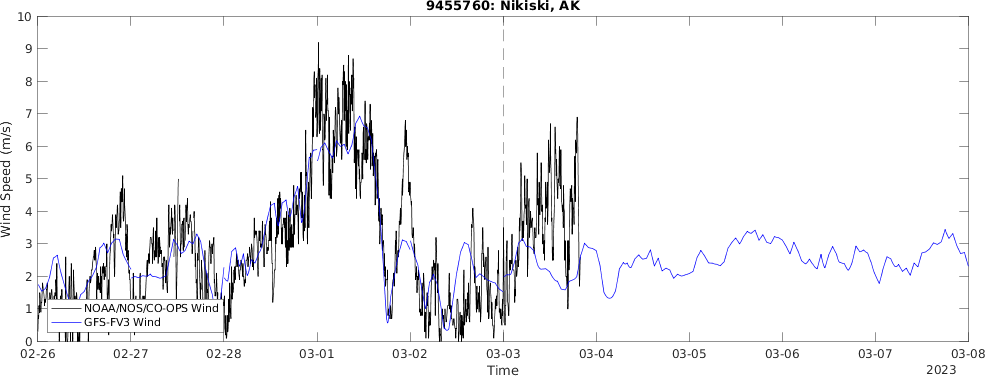 9455760: Nikiski, AK
10
9
8
7
6
5
4
3
2
1
0
Wind Speed (m/s)
NOAA/NOS/CO-OPS Wind
GFS-FV3 Wind
02-26 02-27 02-28 03-01 03-02 03-03 03-04 03-05 03-06 03-07 03-08
Time
2023